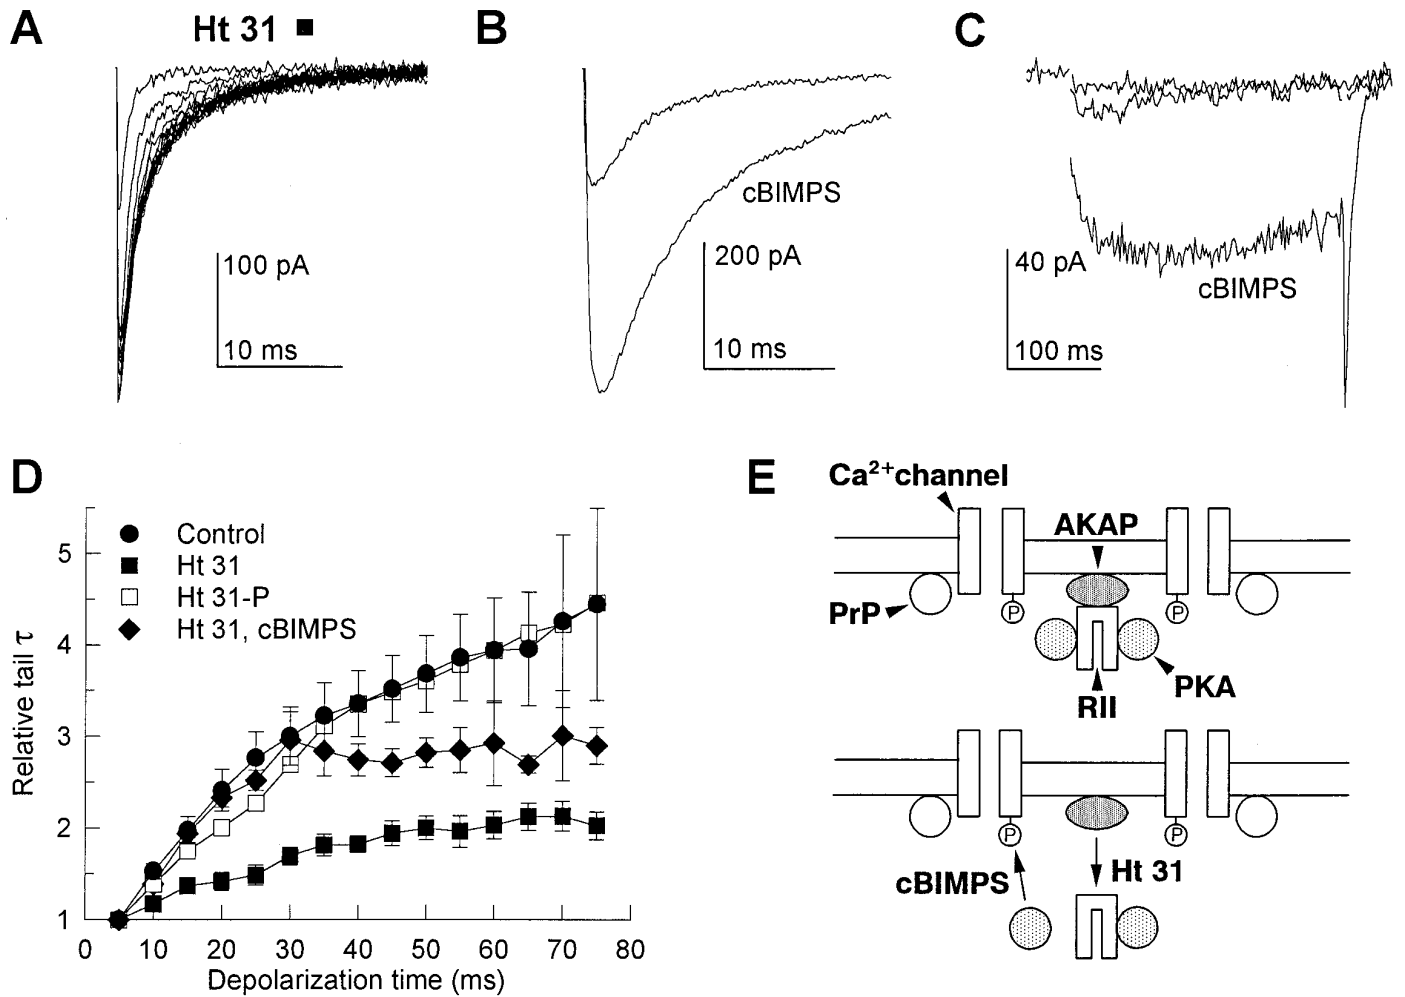 A
Ht 31 ■
100 pA
10 ms
B
cBIMPS
200 pA
10 ms
C
40 pA
cBIMPS
100 ms
D
Control
Ht 31
Ht 31-P
Ht 31, cBIMPS
Relative tail τ
5
4
3
2
1
0 10 20 30 40 50 60 70 80
Depolarization time (ms)
E
Ca²⁺channel
AKAP
PrP
P
P
PKA
RII
P
P
cBIMPS
Ht 31